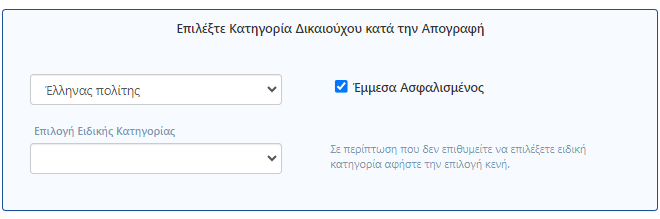 Επιλέξτε Κατηγορία Δικαιούχου κατά την Απογραφή
Έλληνας πολίτης
Έμμεσα Ασφαλισμένος
Επιλογή Ειδικής Κατηγορίας
Σε περίπτωση που δεν επιθυμείτε να επιλέξετε ειδική
κατηγορία αφήστε την επιλογή κενή.